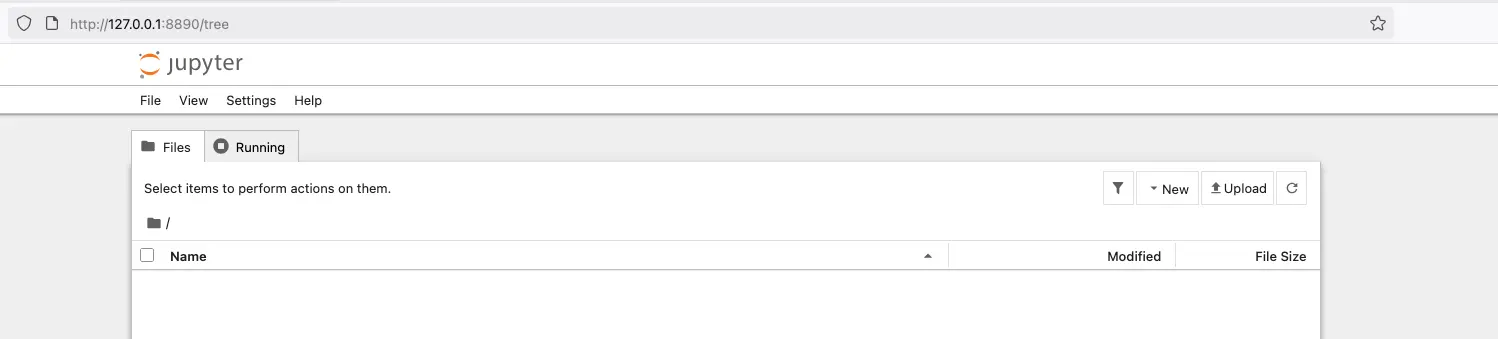 http://127.0.0.1:8890/tree
jupyter
File View Settings Help
Files Running
Select items to perform actions on them. New Upload
/
Name Modified File Size